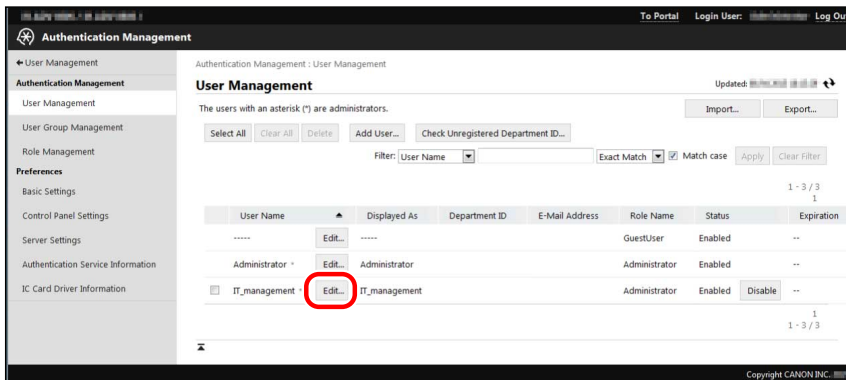 To Portal Login User: Log Ou
Authentication Management
User Management
Authentication Management
User Management
User Group Management
Role Management
Preferences
Basic Settings
Control Panel Settings
Server Settings
Authentication Service Information
IC Card Driver Information
Authentication Management : User Management
User Management Updated:
The users with an asterisk (*) are administrators. Import... Export...
Select All Clear All Delete Add User... Check Unregistered Department ID...
Filter: User Name Exact Match Match case Apply Clear Filter
1 - 3 / 3
1
User Name Displayed As Department ID E-Mail Address Role Name Status Expiration
----- Edit... ----- GuestUser Enabled --
Administrator * Edit... Administrator Administrator Enabled --
IT_management * Edit... IT_management Administrator Enabled Disable --
1
1 - 3 / 3
Copyright CANON INC.